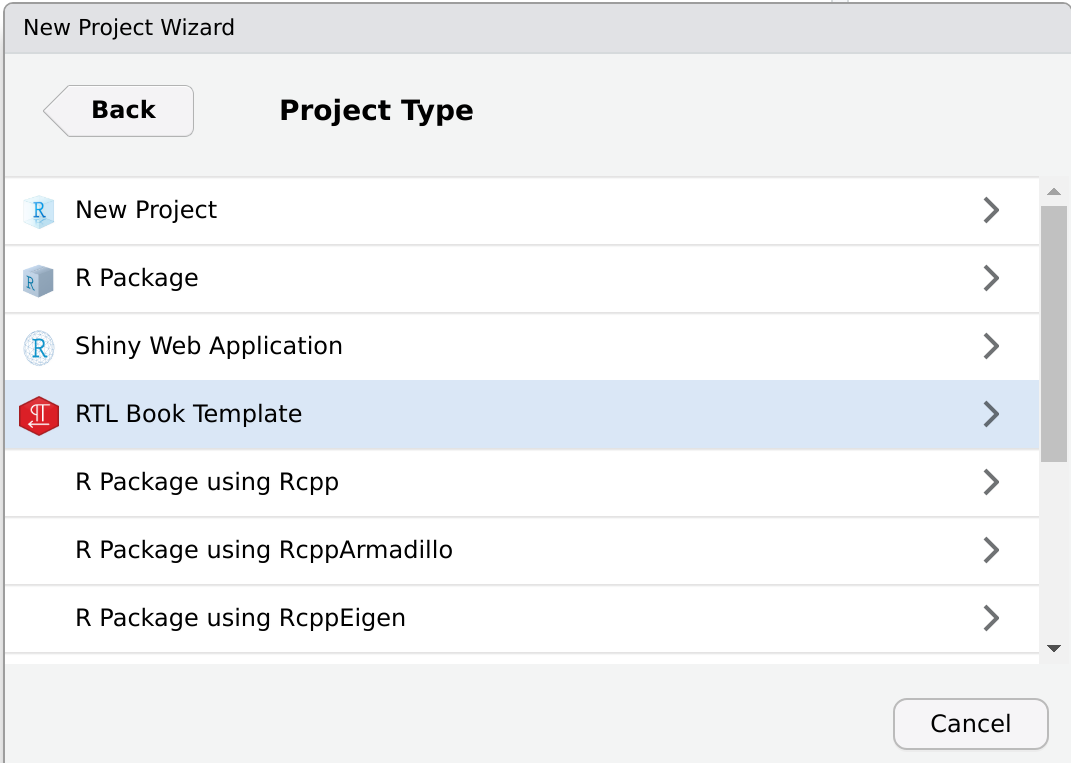 New Project Wizard
Back
Project Type
R New Project
R R Package
R Shiny Web Application
RTL Book Template
R Package using Rcpp
R Package using RcppArmadillo
R Package using RcppEigen
Cancel